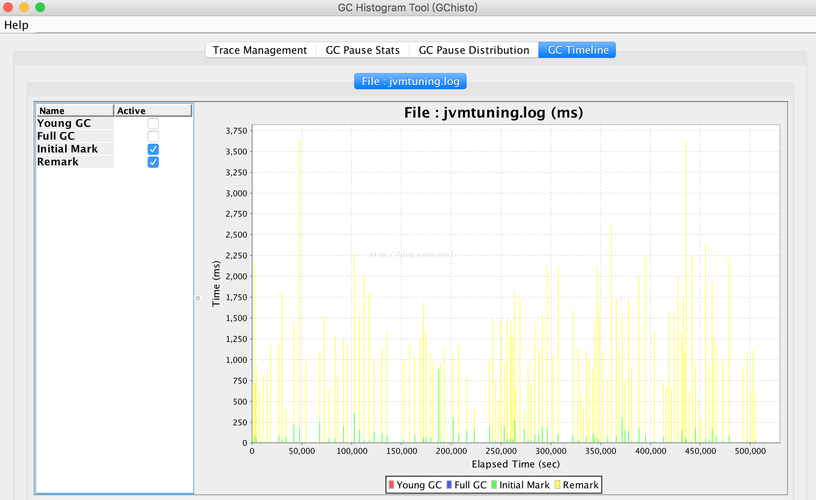 GC Histogram Tool (GChisto)
Help
Trace Management GC Pause Stats GC Pause Distribution GC Timeline
File : jvmtuning.log
Name Active
Young GC
Full GC
Initial Mark
Remark
File : jvmtuning.log (ms)
Time (ms)
3,750
3,500
3,250
3,000
2,750
2,500
2,250
2,000
1,750
1,500
1,250
1,000
750
500
250
0
0 50,000 100,000 150,000 200,000 250,000 300,000 350,000 400,000 450,000 500,000
Elapsed Time (sec)
Young GC Full GC Initial Mark Remark